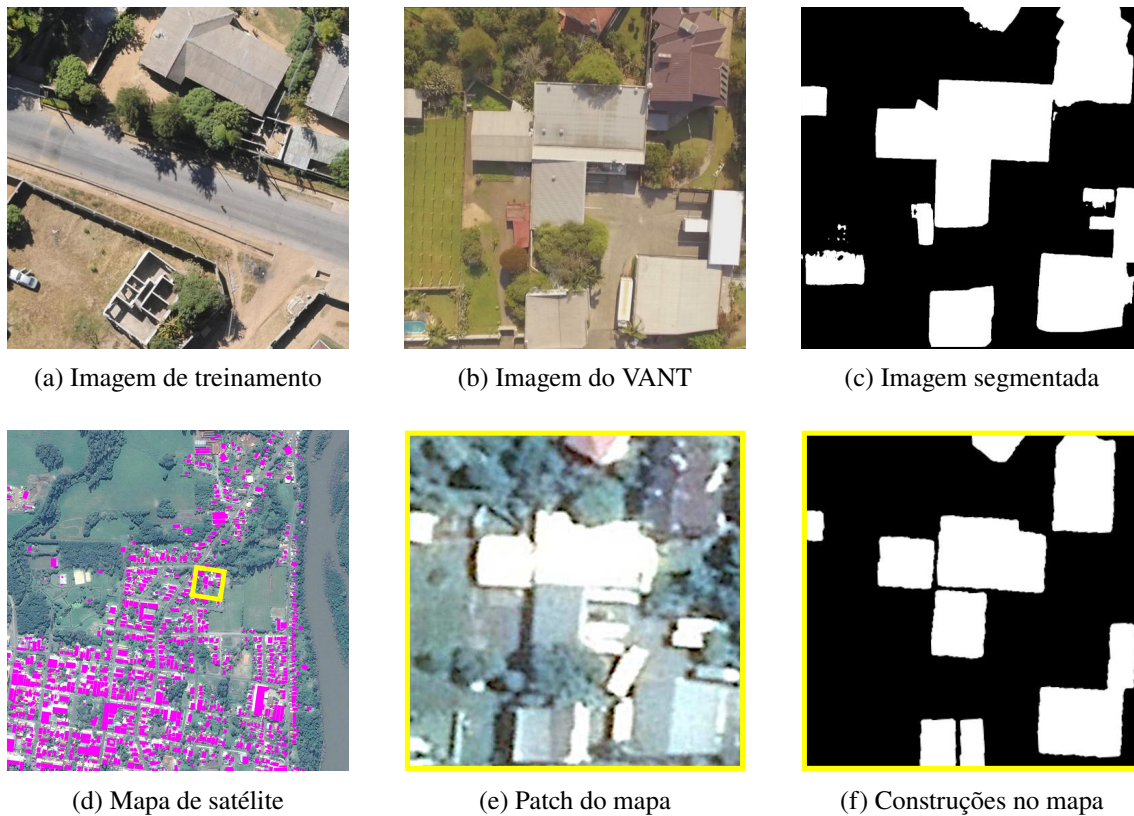 (a) Imagem de treinamento
(b) Imagem do VANT
(c) Imagem segmentada
(d) Mapa de satélite
(e) Patch do mapa
(f) Construções no mapa